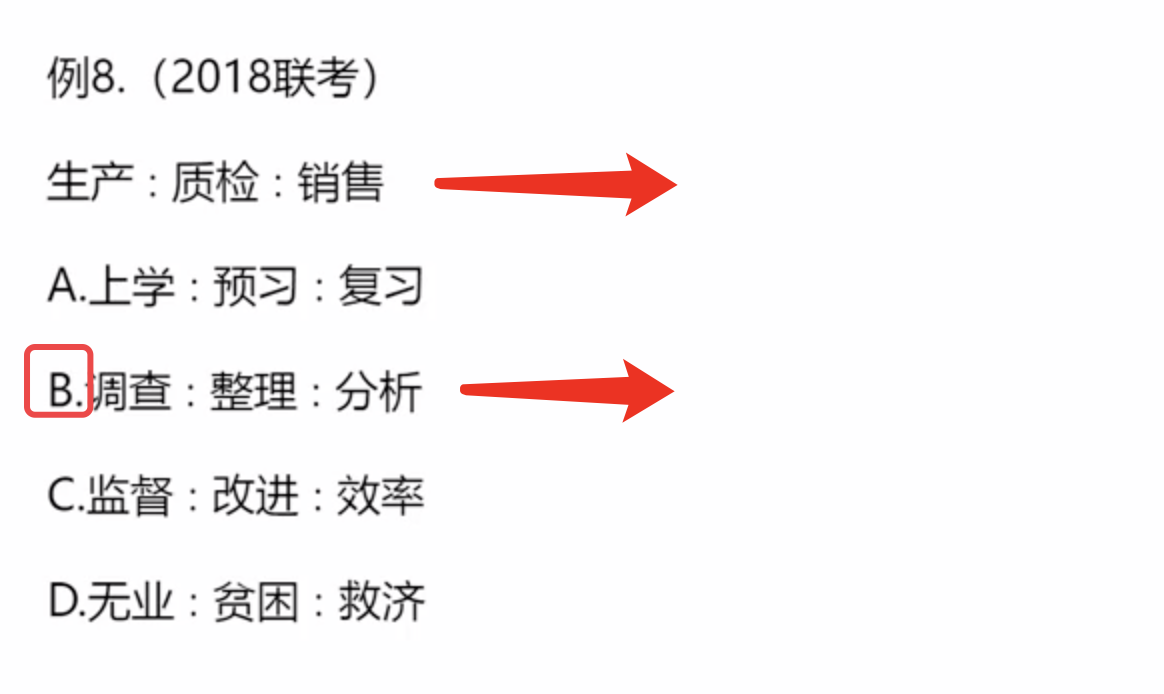 例8.（2018联考）
生产 : 质检 : 销售
A.上学 : 预习 : 复习
B.调查 : 整理 : 分析
C.监督 : 改进 : 效率
D.无业 : 贫困 : 救济